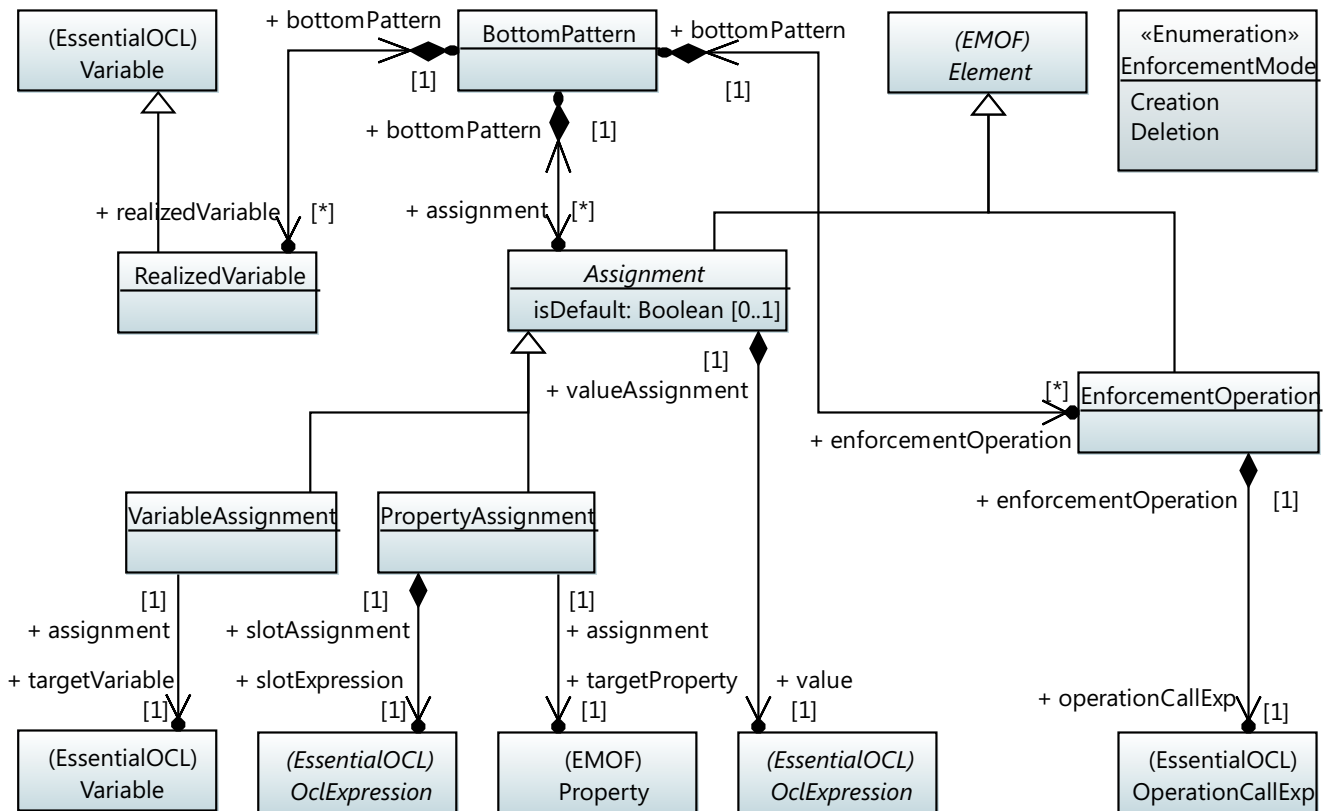 + bottomPattern
(EssentialOCL)
Variable
[1]
BottomPattern
+ bottomPattern
[1]
(EMOF)
Element
«Enumeration»
EnforcementMode
Creation
Deletion
+ bottomPattern
[1]
+ realizedVariable
[*]
+ assignment
[*]
RealizedVariable
Assignment
isDefault: Boolean [0..1]
[1]
+ valueAssignment
[*]
+ enforcementOperation
EnforcementOperation
+ enforcementOperation
[1]
VariableAssignment
PropertyAssignment
[1]
+ assignment
+ targetVariable
[1]
[1]
+ slotAssignment
+ slotExpression
[1]
[1]
+ assignment
+ targetProperty
[1]
+ value
[1]
+ operationCallExp
[1]
(EssentialOCL)
Variable
(EssentialOCL)
OclExpression
(EMOF)
Property
(EssentialOCL)
OclExpression
(EssentialOCL)
OperationCallExp